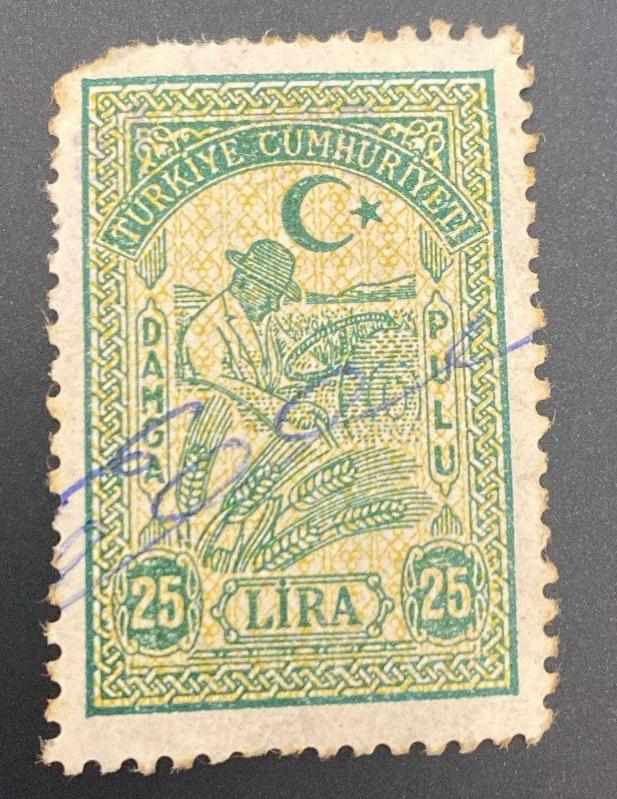 TÜRKİYE CUMHURİYETİ
DAMGA
PULU
25 LİRA 25